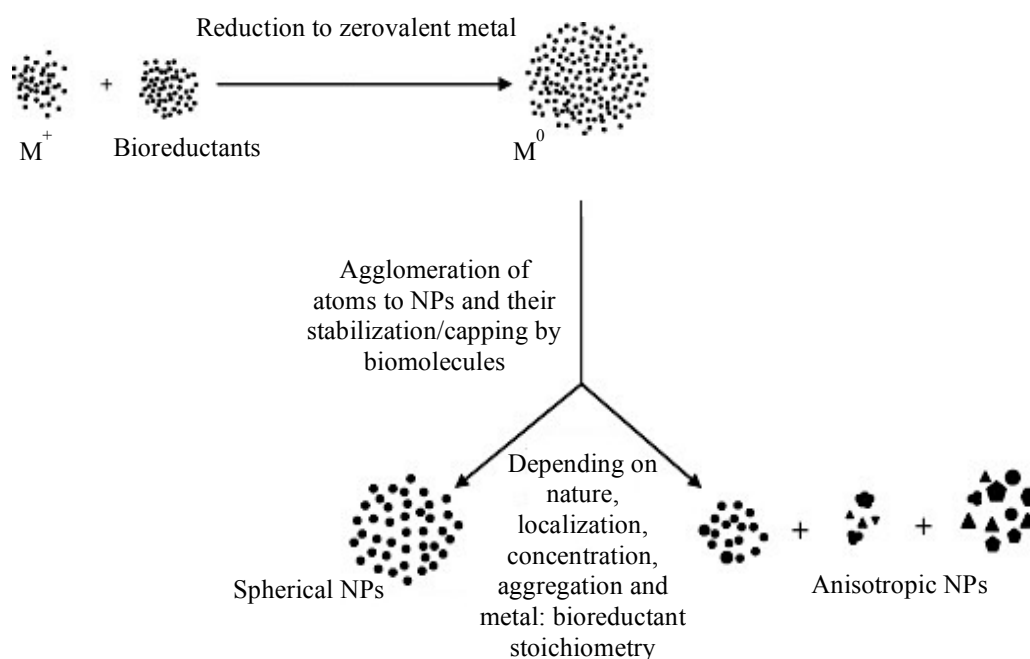 Reduction to zerovalent metal
+
M⁺
Bioreductants
M⁰
Agglomeration of
atoms to NPs and their
stabilization/capping by
biomolecules
Depending on
nature,
localization,
concentration,
aggregation and
metal: bioreductant
stoichiometry
+
+
Spherical NPs
Anisotropic NPs